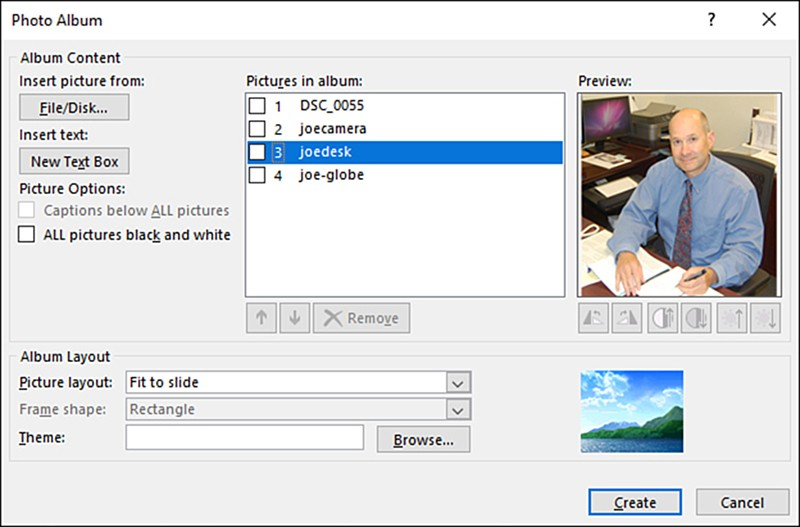 Photo Album
?
Album Content
Insert picture from:
File/Disk...
Insert text:
New Text Box
Picture Options:
Captions below ALL pictures
ALL pictures black and white
Pictures in album:
1 DSC_0055
2 joecamera
3 joedesk
4 joe-globe
Remove
Preview:
Album Layout
Picture layout: Fit to slide
Frame shape: Rectangle
Theme: Browse...
Create Cancel